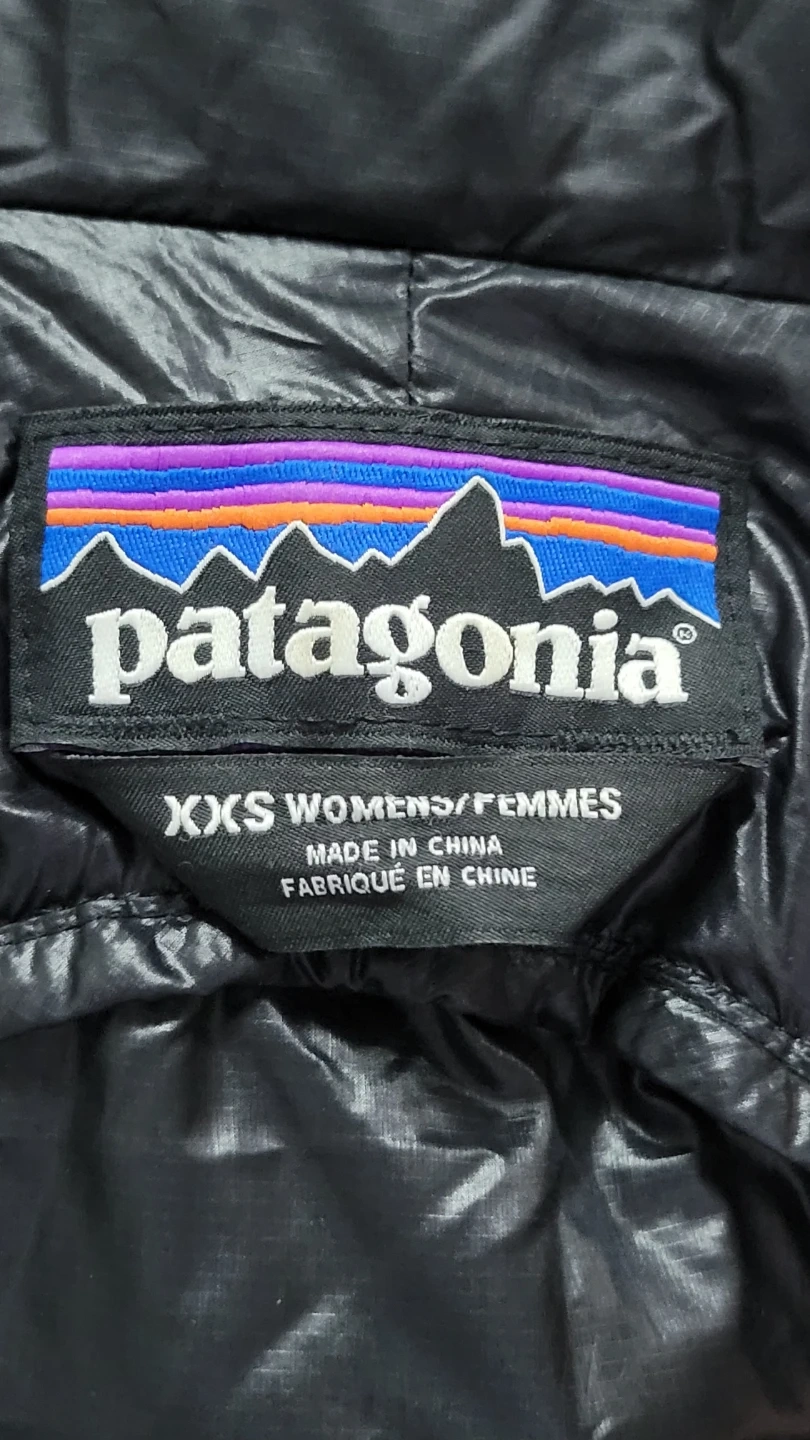 patagonia®
XXS WOMENS/FEMMES
MADE IN CHINA
FABRIQUÉ EN CHINE